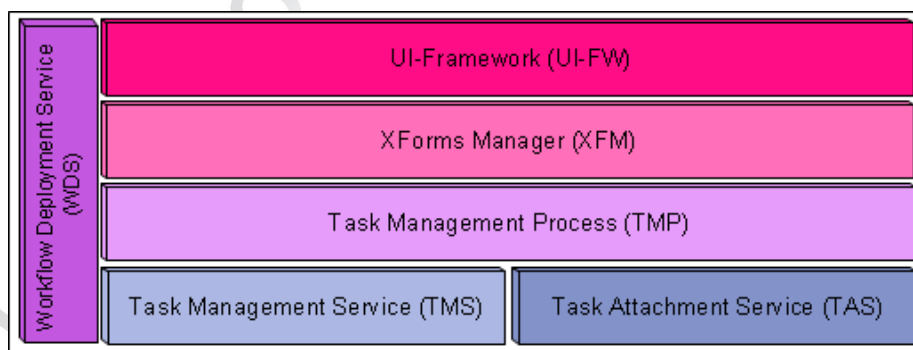 Workflow Deployment Service
(WDS)
UI-Framework (UI-FW)
XForms Manager (XFM)
Task Management Process (TMP)
Task Management Service (TMS)
Task Attachment Service (TAS)